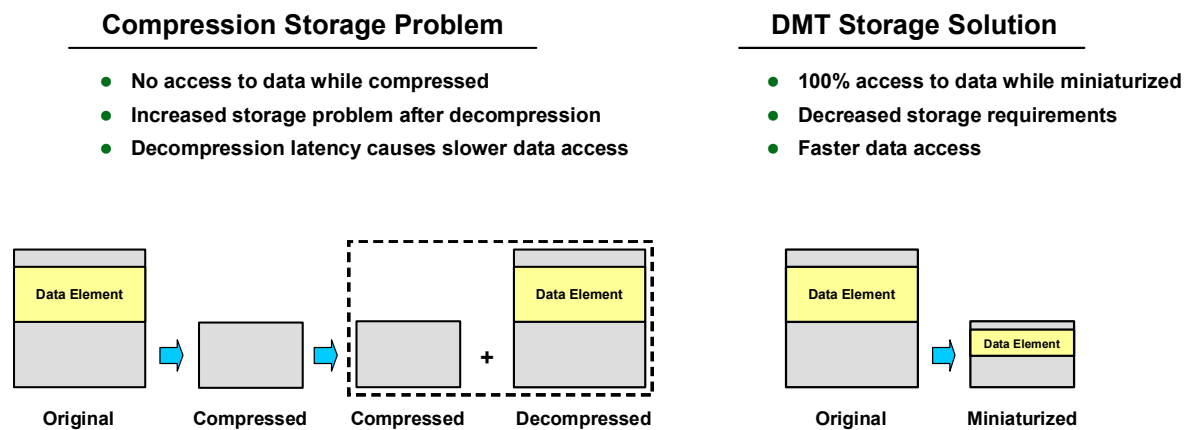 Compression Storage Problem
● No access to data while compressed
● Increased storage problem after decompression
● Decompression latency causes slower data access
DMT Storage Solution
● 100% access to data while miniaturized
● Decreased storage requirements
● Faster data access
Data Element
Data Element
Data Element
Data Element
+
Original
Compressed
Compressed
Decompressed
Original
Miniaturized